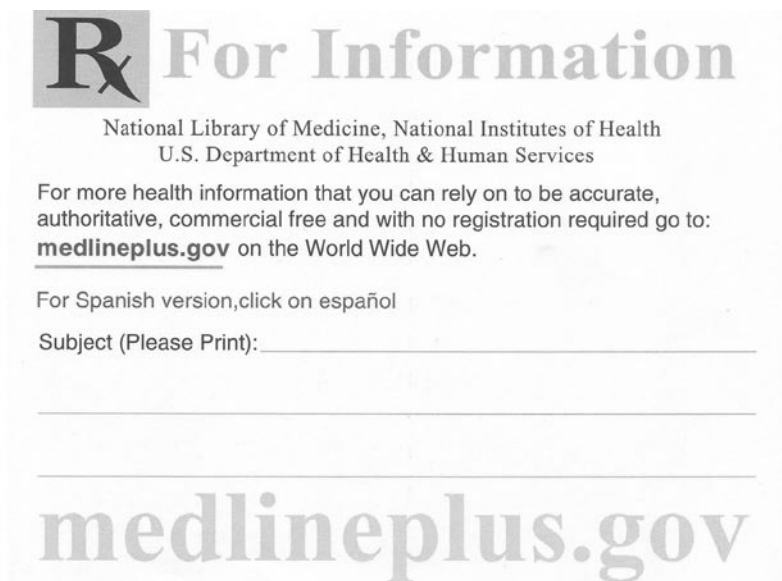 Rx For Information
National Library of Medicine, National Institutes of Health
U.S. Department of Health & Human Services
For more health information that you can rely on to be accurate,
authoritative, commercial free and with no registration required go to:
medlineplus.gov on the World Wide Web.
For Spanish version,click on español
Subject (Please Print):
medlineplus.gov